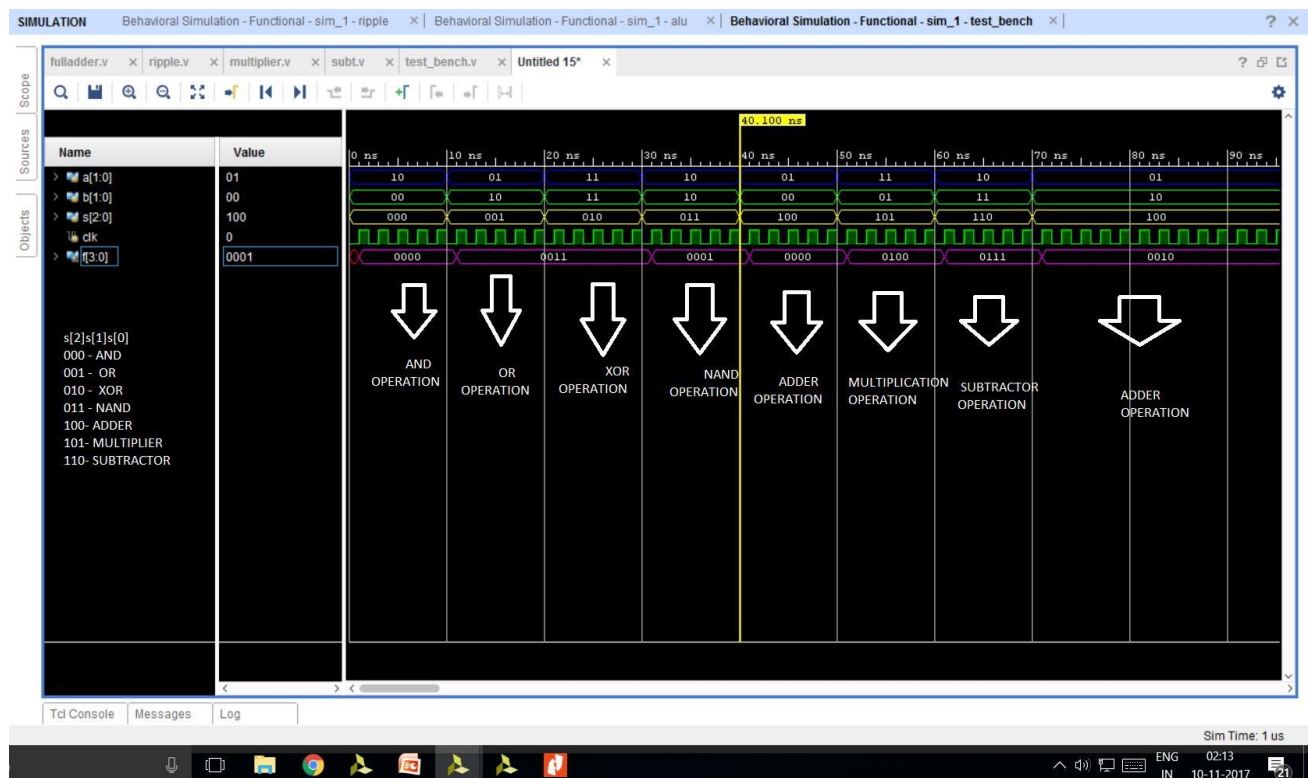 SIMULATION Behavioral Simulation - Functional - sim_1 - ripple Behavioral Simulation - Functional - sim_1 - alu Behavioral Simulation - Functional - sim_1 - test_bench
fulladder.v ripple.v multiplier.v subt.v test_bench.v Untitled 15*
Scope
Sources
Objects
40.100 ns
Name Value 0 ns 10 ns 20 ns 30 ns 40 ns 50 ns 60 ns 70 ns 80 ns 90 ns
a[1:0] 01 10 01 11 10 01 11 10 01
b[1:0] 00 00 10 11 10 00 01 11 10
s[2:0] 100 000 001 010 011 100 101 110 100
clk 0
f[3:0] 0001 0000 0011 0001 0000 0100 0111 0010
s[2]s[1]s[0]
000 - AND
001 - OR
010 - XOR
011 - NAND
100- ADDER
101- MULTIPLIER
110- SUBTRACTOR
AND
OPERATION
OR
OPERATION
XOR
OPERATION
NAND
OPERATION
ADDER
OPERATION
MULTIPLICATION
OPERATION
SUBTRACTOR
OPERATION
ADDER
OPERATION
Tcl Console Messages Log
Sim Time: 1 us
ENG
IN
02:13
10-11-2017
21